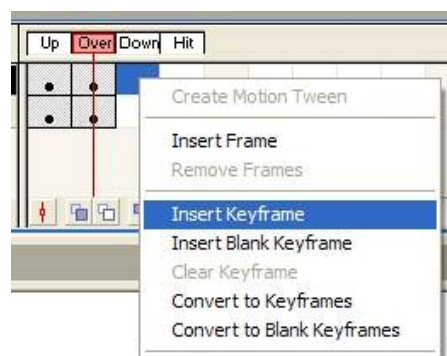 Up Over Down Hit
Create Motion Tween
Insert Frame
Remove Frames
Insert Keyframe
Insert Blank Keyframe
Clear Keyframe
Convert to Keyframes
Convert to Blank Keyframes